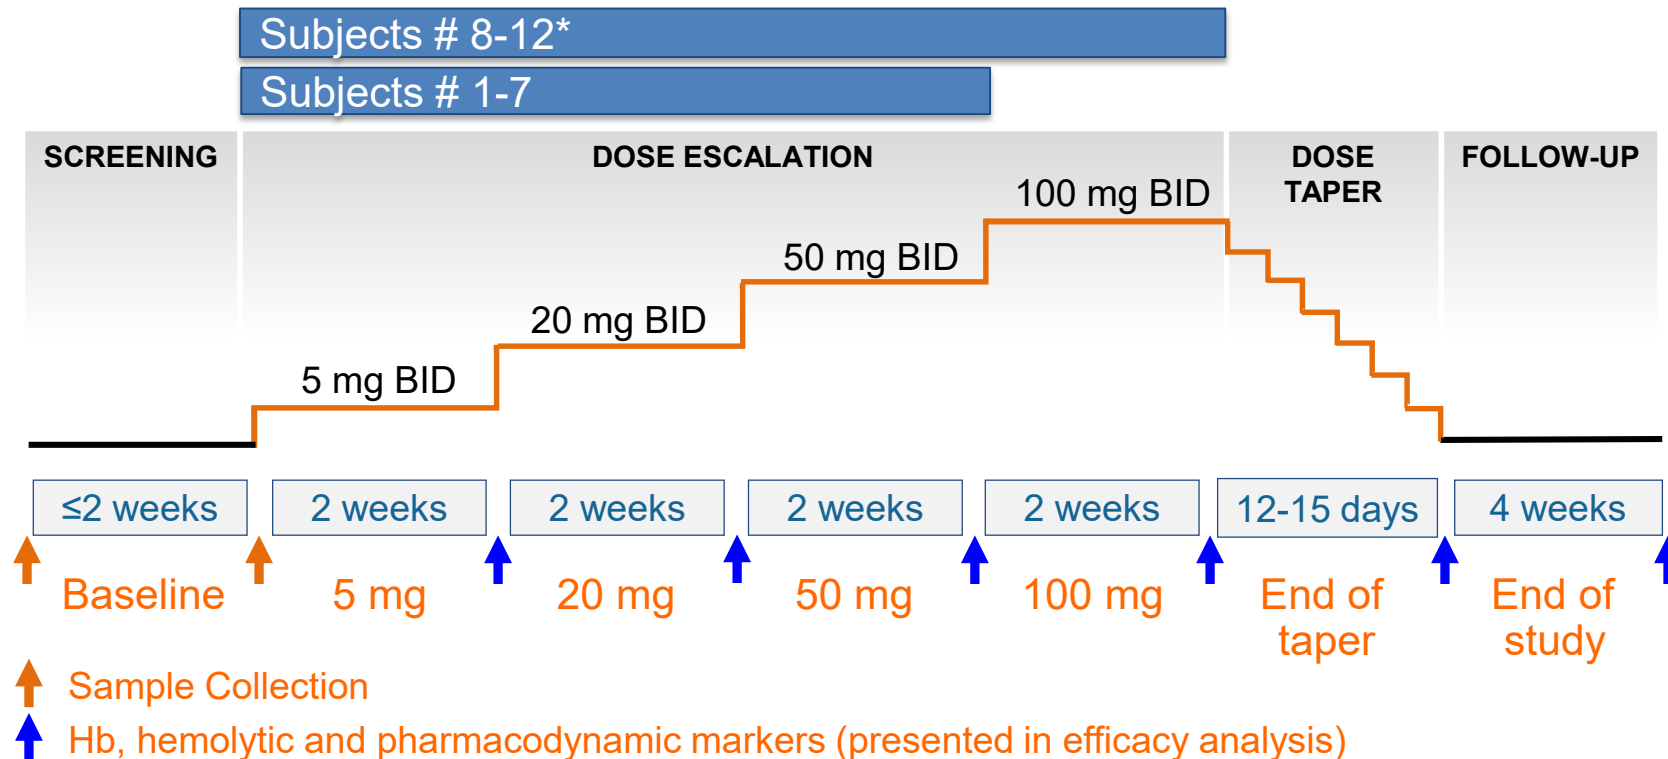 Subjects # 8-12*
Subjects # 1-7
SCREENING
DOSE ESCALATION
DOSE
TAPER
FOLLOW-UP
100 mg BID
50 mg BID
20 mg BID
5 mg BID
≤2 weeks
2 weeks
2 weeks
2 weeks
2 weeks
12-15 days
4 weeks
Baseline
5 mg
20 mg
50 mg
100 mg
End of
taper
End of
study
Sample Collection
Hb, hemolytic and pharmacodynamic markers (presented in efficacy analysis)